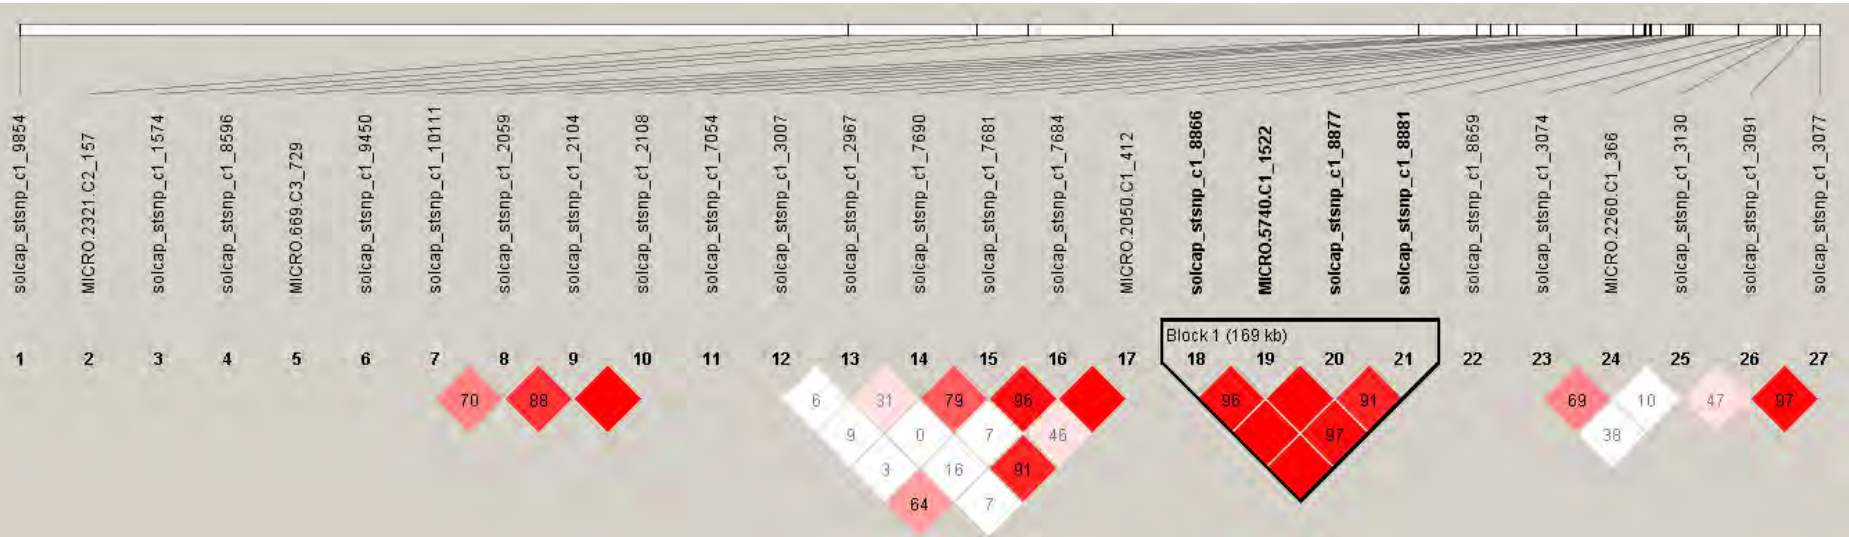 solcap_stsnp_c1_9854
MICRO.2321.C2_157
solcap_stsnp_c1_1574
solcap_stsnp_c1_8596
MICRO.669.C3_729
solcap_stsnp_c1_9450
solcap_stsnp_c1_10111
solcap_stsnp_c1_2059
solcap_stsnp_c1_2104
solcap_stsnp_c1_2108
solcap_stsnp_c1_7054
solcap_stsnp_c1_3007
solcap_stsnp_c1_2967
solcap_stsnp_c1_7690
solcap_stsnp_c1_7681
solcap_stsnp_c1_7684
MICRO.2050.C1_412
solcap_stsnp_c1_8866
MICRO.5740.C1_1522
solcap_stsnp_c1_8877
solcap_stsnp_c1_8881
solcap_stsnp_c1_8659
solcap_stsnp_c1_3074
MICRO.2260.C1_366
solcap_stsnp_c1_3130
solcap_stsnp_c1_3091
solcap_stsnp_c1_3077
Block 1 (169 kb)
1 2 3 4 5 6 7 8 9 10 11 12 13 14 15 16 17 18 19 20 21 22 23 24 25 26 27
70 88 6 31 79 96 96 91 69 10 47 97
9 0 7 46 97 38
3 16 91
64 7